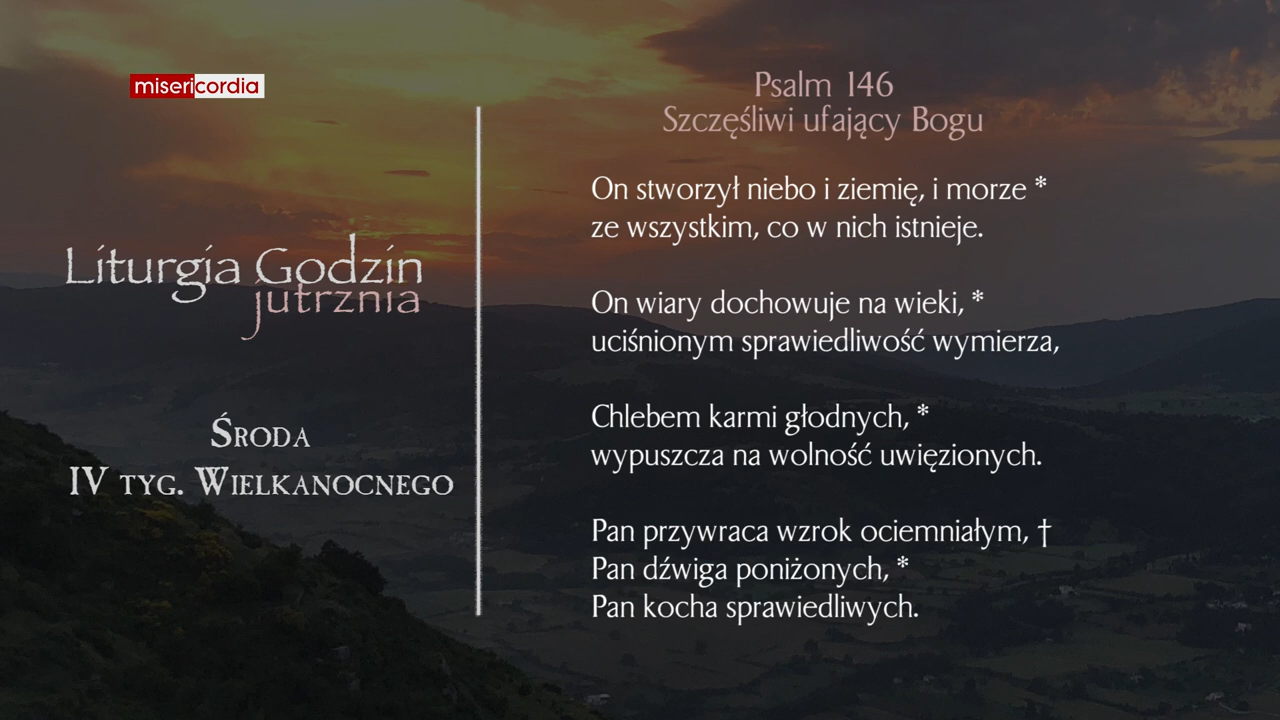 misericordia
Liturgia Godzin
jutrznia
Środa
IV tyg. Wielkanocnego
Psalm 146
Szczęśliwi ufający Bogu
On stworzył niebo i ziemię, i morze *
ze wszystkim, co w nich istnieje.
On wiary dochowuje na wieki, *
uciśnionym sprawiedliwość wymierza,
Chlebem karmi głodnych, *
wypuszcza na wolność uwięzionych.
Pan przywraca wzrok ociemniałym, †
Pan dźwiga poniżonych, *
Pan kocha sprawiedliwych.